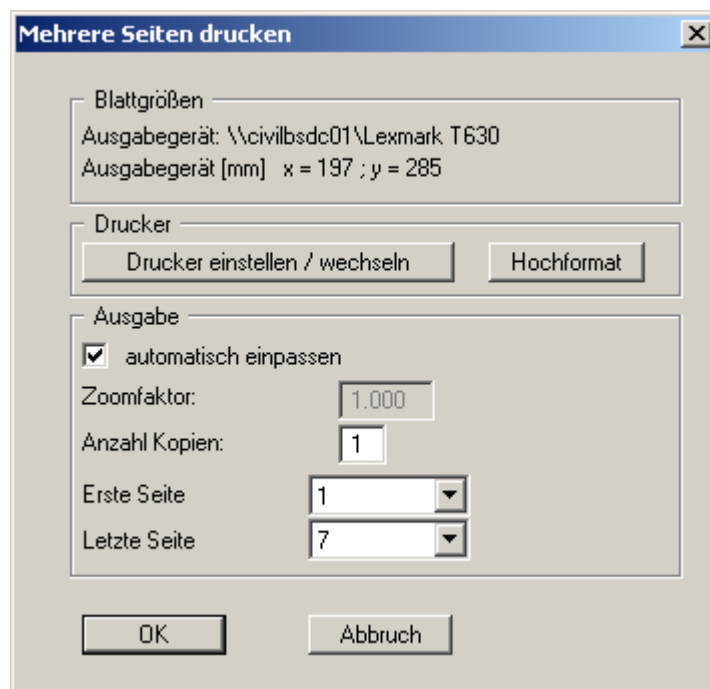 Mehrere Seiten drucken
Blattgrößen
Ausgabegerät: \\civilbsdc01\Lexmark T630
Ausgabegerät [mm]   x = 197 ; y = 285
Drucker
Drucker einstellen / wechseln   Hochformat
Ausgabe
automatisch einpassen
Zoomfaktor:   1.000
Anzahl Kopien:   1
Erste Seite   1
Letzte Seite   7
OK   Abbruch